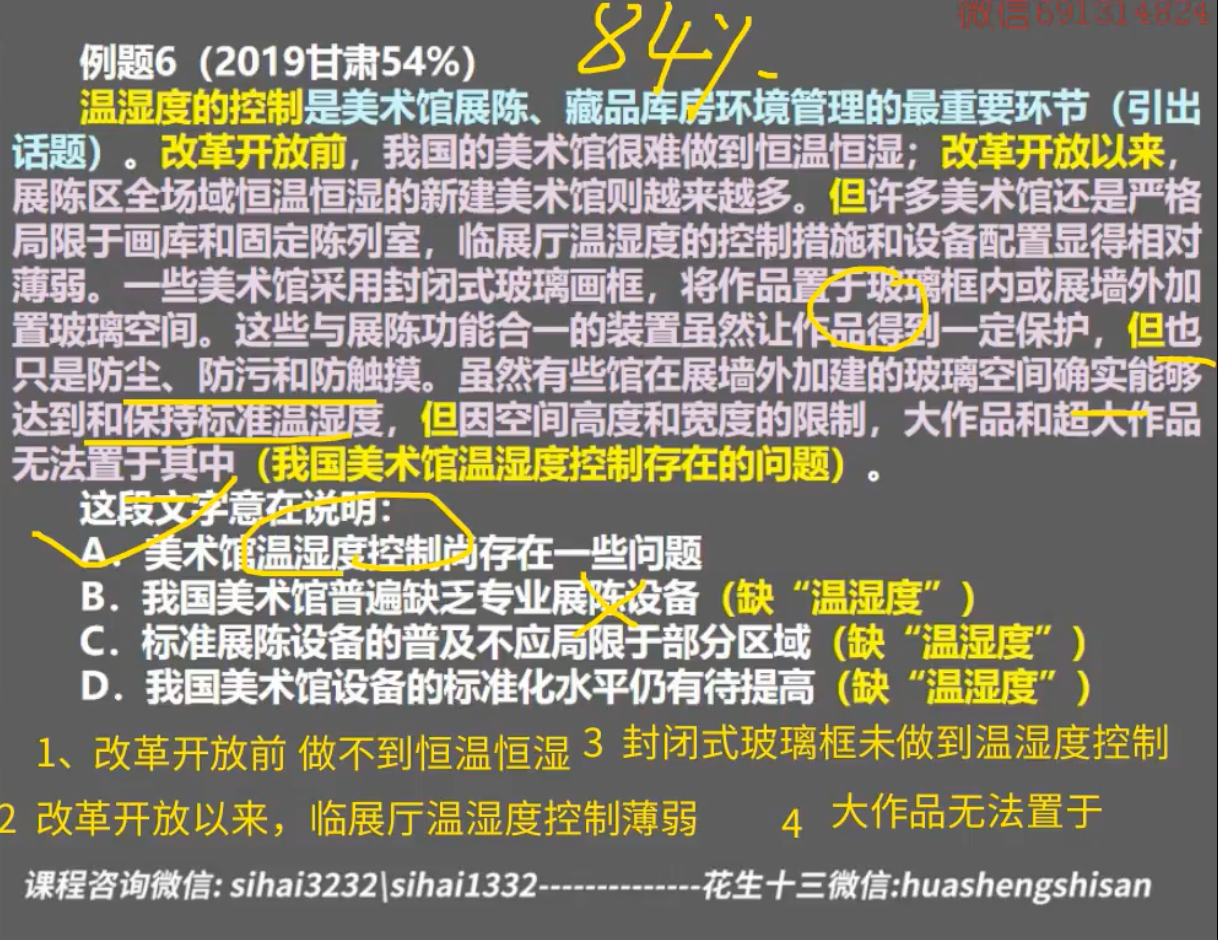 微信691314824
84%
例题6（2019甘肃54%）
温湿度的控制是美术馆展陈、藏品库房环境管理的最重要环节（引出
话题）。改革开放前，我国的美术馆很难做到恒温恒湿；改革开放以来，
展陈区全场域恒温恒湿的新建美术馆则越来越多。但许多美术馆还是严格
局限于画库和固定陈列室，临展厅温湿度的控制措施和设备配置显得相对
薄弱。一些美术馆采用封闭式玻璃画框，将作品置于玻璃框内或展墙外加
置玻璃空间。这些与展陈功能合一的装置虽然让作品得到一定保护，但也
只是防尘、防污和防触摸。虽然有些馆在展墙外加建的玻璃空间确实能够
达到和保持标准温湿度，但因空间高度和宽度的限制，大作品和超大作品
无法置于其中（我国美术馆温湿度控制存在的问题）。
这段文字意在说明：
A．美术馆温湿度控制尚存在一些问题
B．我国美术馆普遍缺乏专业展陈设备（缺“温湿度”）
C．标准展陈设备的普及不应局限于部分区域（缺“温湿度”）
D．我国美术馆设备的标准化水平仍有待提高（缺“温湿度”）
1、改革开放前 做不到恒温恒湿
3 封闭式玻璃框未做到温湿度控制
2 改革开放以来，临展厅温湿度控制薄弱
4 大作品无法置于
课程咨询微信: sihai3232\sihai1332--------------花生十三微信:huashengshisan